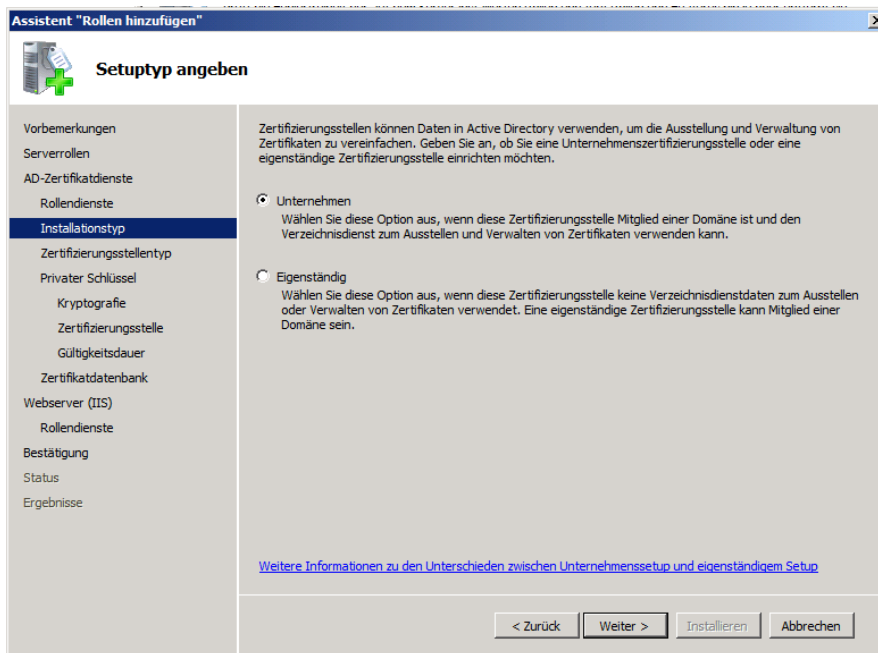 Assistent "Rollen hinzufügen"
Setuptyp angeben
Vorbemerkungen
Serverrollen
AD-Zertifikatdienste
Rollendienste
Installationstyp
Zertifizierungsstellentyp
Privater Schlüssel
Kryptografie
Zertifizierungsstelle
Gültigkeitsdauer
Zertifikatdatenbank
Webserver (IIS)
Rollendienste
Bestätigung
Status
Ergebnisse
Zertifizierungsstellen können Daten in Active Directory verwenden, um die Ausstellung und Verwaltung von
Zertifikaten zu vereinfachen. Geben Sie an, ob Sie eine Unternehmenszertifizierungsstelle oder eine
eigenständige Zertifizierungsstelle einrichten möchten.
Unternehmen
Wählen Sie diese Option aus, wenn diese Zertifizierungsstelle Mitglied einer Domäne ist und den
Verzeichnisdienst zum Ausstellen und Verwalten von Zertifikaten verwenden kann.
Eigenständig
Wählen Sie diese Option aus, wenn diese Zertifizierungsstelle keine Verzeichnisdienstdaten zum Ausstellen
oder Verwalten von Zertifikaten verwendet. Eine eigenständige Zertifizierungsstelle kann Mitglied einer
Domäne sein.
Weitere Informationen zu den Unterschieden zwischen Unternehmenssetup und eigenständigem Setup
< Zurück
Weiter >
Installieren
Abbrechen